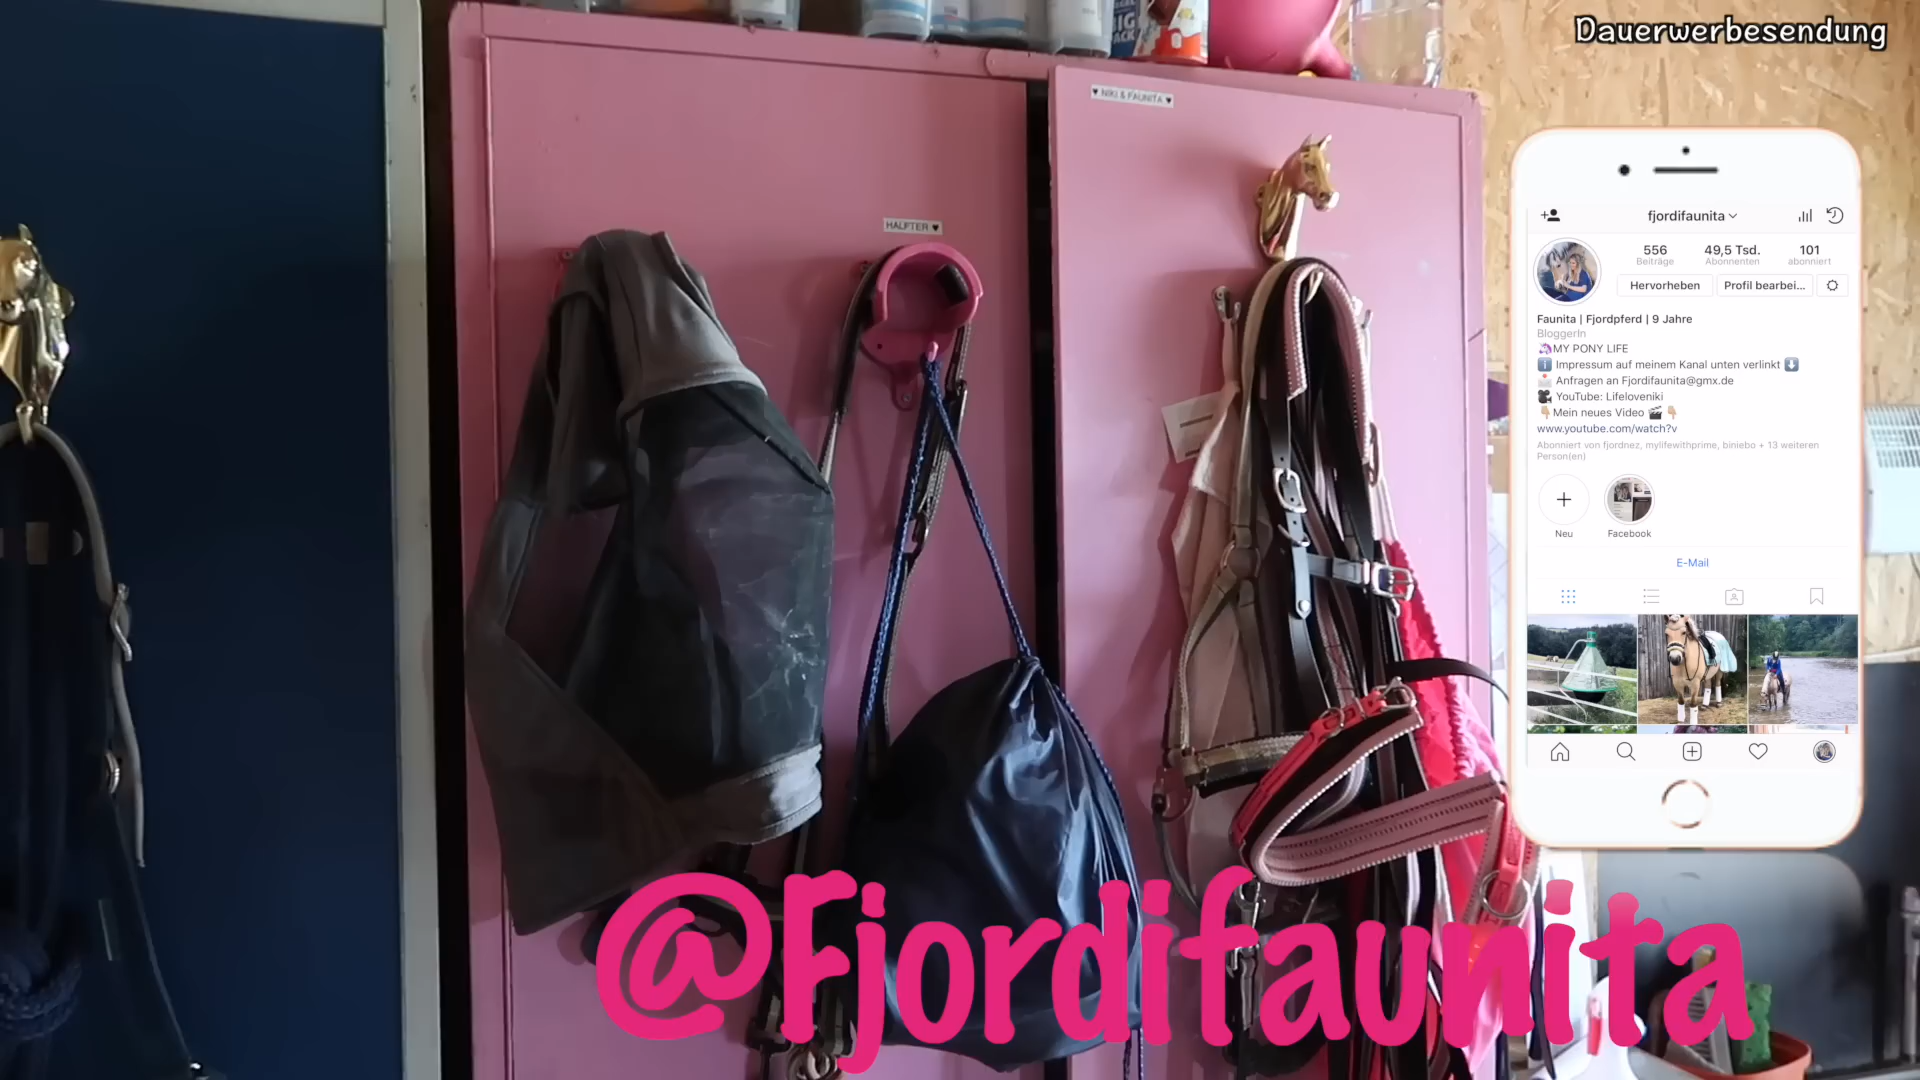 Dauerwerbesendung
BIG
PACK
♥ NIKI & FAUNITA ♥
HALFTER ♥
fjordifaunita
556
49,5 Tsd.
101
Beiträge
Abonnenten
abonniert
Hervorheben
Profil bearbei...
Faunita | Fjordpferd | 9 Jahre
BloggerIn
🦄MY PONY LIFE
ℹ️ Impressum auf meinem Kanal unten verlinkt ⬇️
📩 Anfragen an Fjordifaunita@gmx.de
🎥 YouTube: Lifeloveniki
👇🏼Mein neues Video 🎬 👇🏼
www.youtube.com/watch?v
Abonniert von fjordnez, mylifewithprime, biniebo + 13 weiteren
Person(en)
Neu
Facebook
E-Mail
@Fjordifaunita